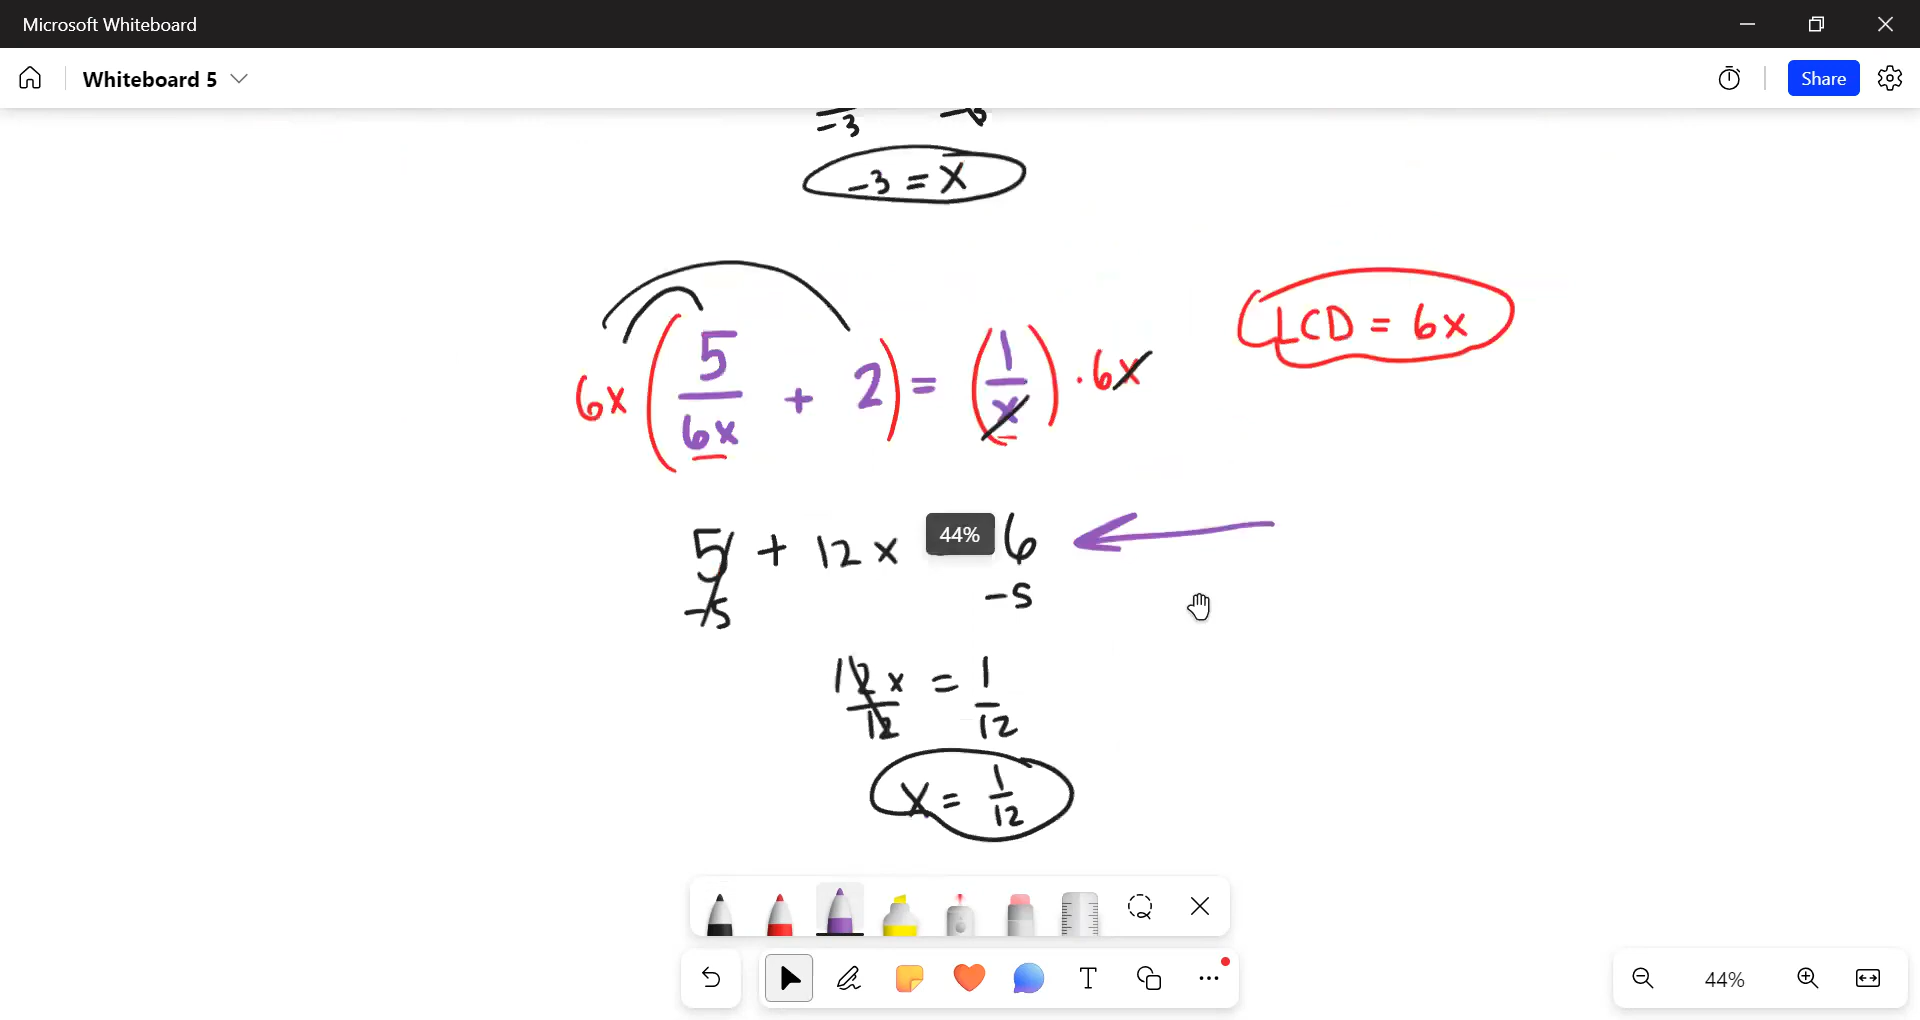 Microsoft Whiteboard
Whiteboard 5
Share
-3
-3 = x
6x ( 5/6x + 2 ) = ( 1/x ) · 6x
LCD = 6x
5 + 12x 6
44%
-5 -5
12x/12 = 1/12
x = 1/12
T
44%